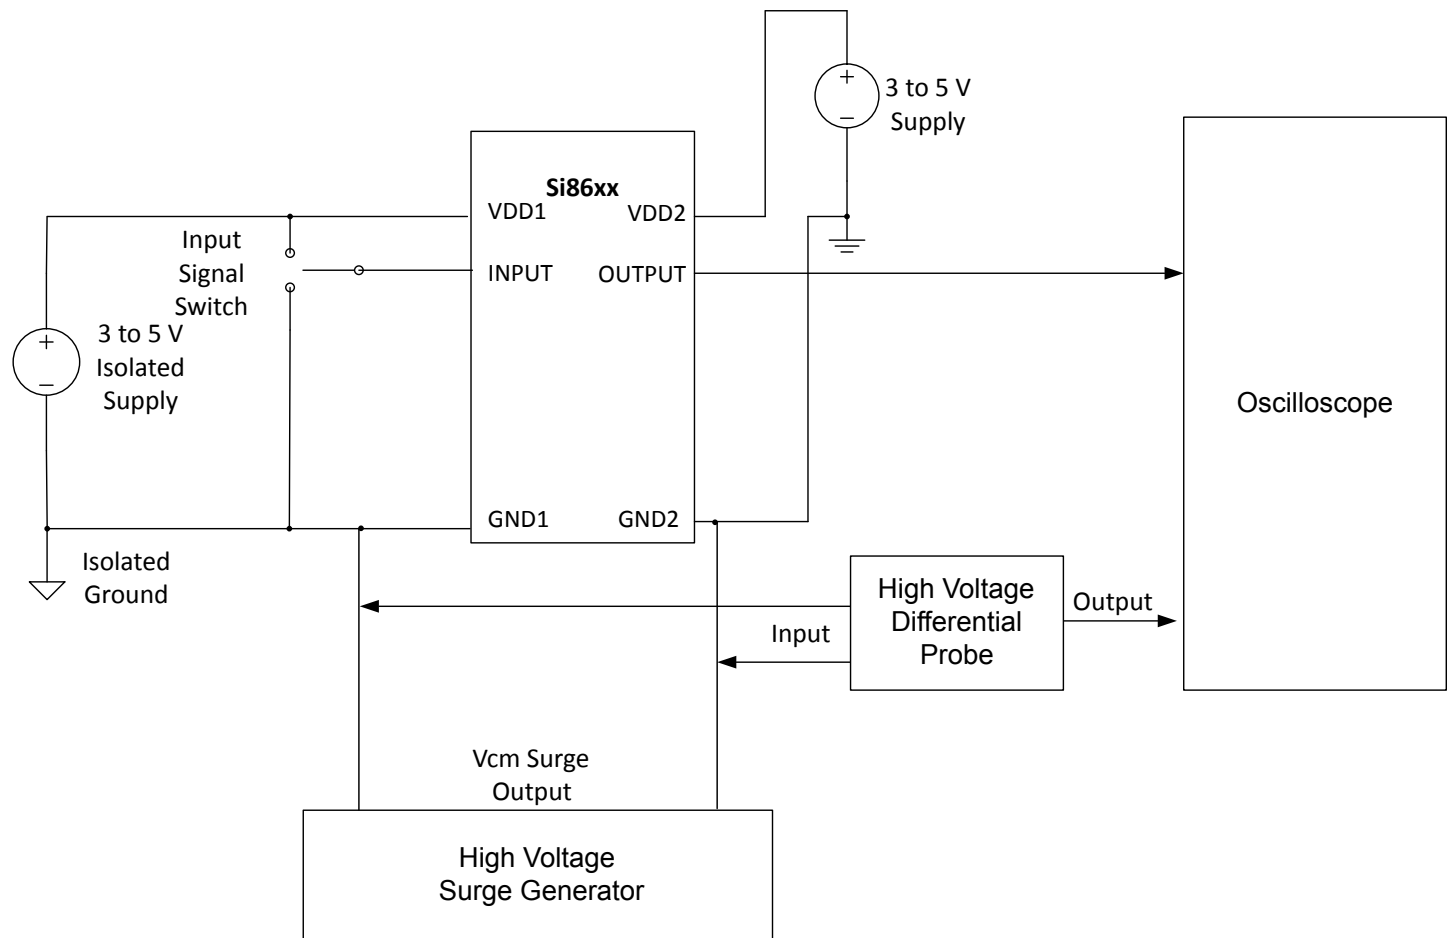 3 to 5 V
Supply
Si86xx
VDD1
VDD2
Input
Signal
Switch
INPUT
OUTPUT
3 to 5 V
Isolated
Supply
+
−
+
−
Oscilloscope
GND1
GND2
Isolated
Ground
High Voltage
Differential
Probe
Input
Output
Vcm Surge
Output
High Voltage
Surge Generator